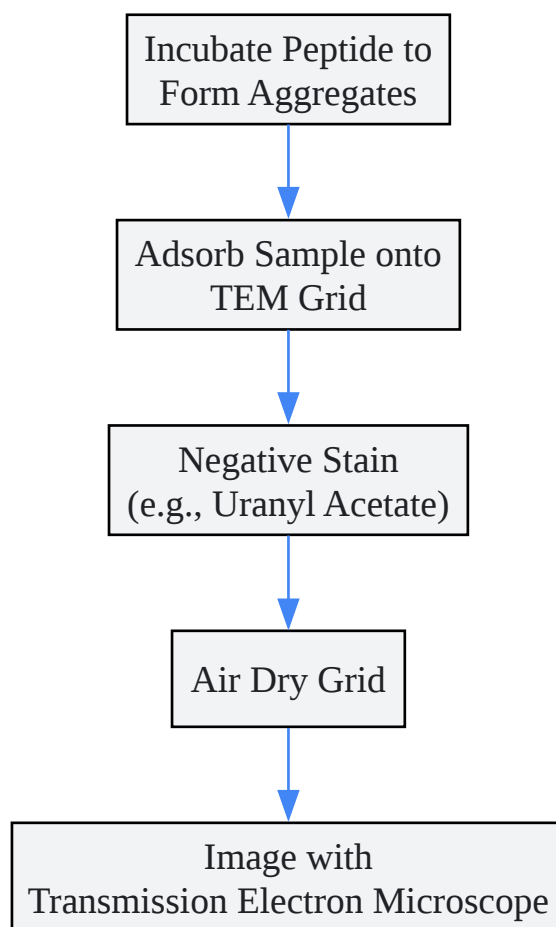 Incubate Peptide to
Form Aggregates
Adsorb Sample onto
TEM Grid
Negative Stain
(e.g., Uranyl Acetate)
Air Dry Grid
Image with
Transmission Electron Microscope